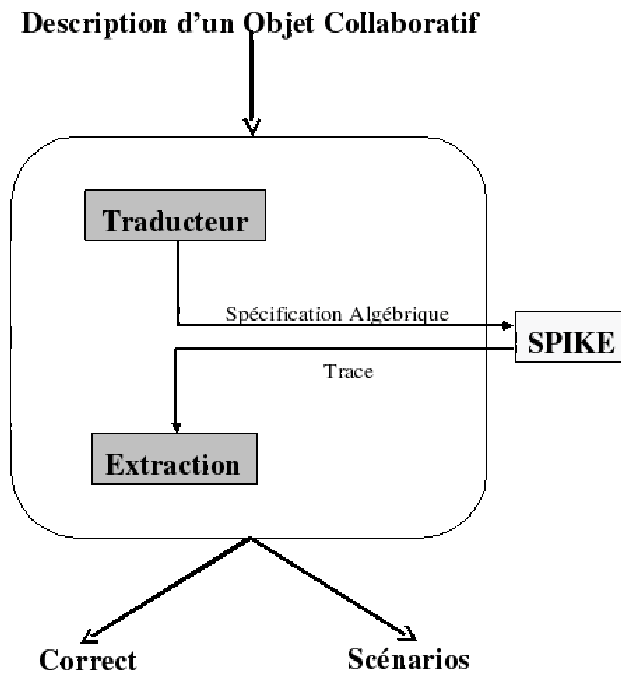 Description d'un Objet Collaboratif
Traducteur
Spécification Algébrique
SPIKE
Trace
Extraction
Correct
Scénarios